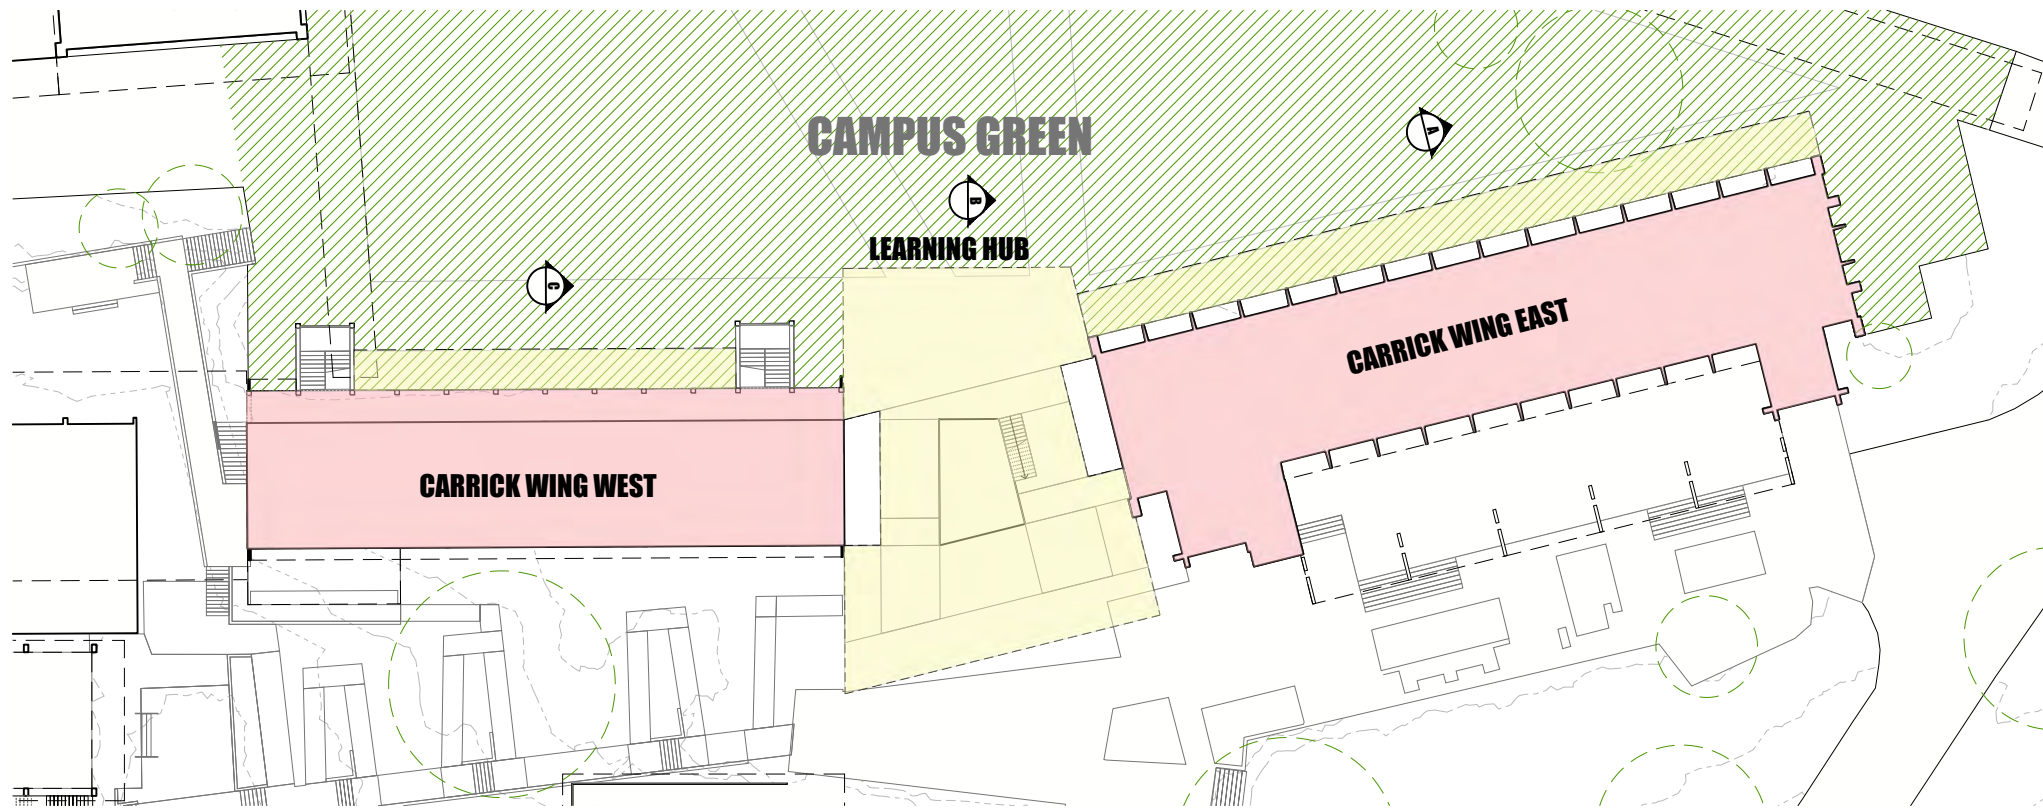 CAMPUS GREEN
A
B
LEARNING HUB
C
CARRICK WING EAST
CARRICK WING WEST